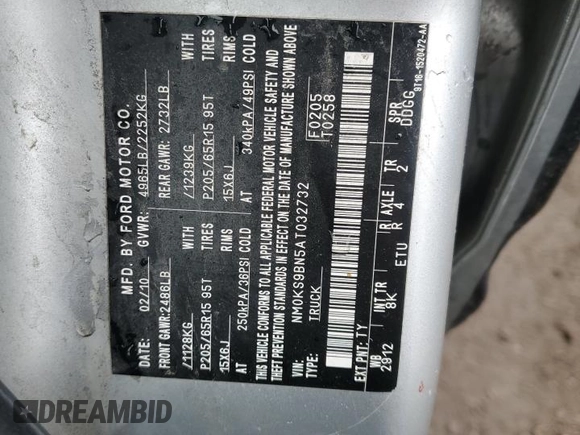 MFD. BY FORD MOTOR CO.
DATE: 02/10 GVWR: 4965LB/2252KG
FRONT GAWR: 2486LB REAR GAWR: 2732LB
/1128KG /1239KG
P205/65R15 95T TIRES P205/65R15 95T TIRES
15X6J RIMS 15X6J RIMS
AT 250kPA/36PSI COLD AT 340kPA/49PSI COLD
THIS VEHICLE CONFORMS TO ALL APPLICABLE FEDERAL MOTOR VEHICLE SAFETY AND
THEFT PREVENTION STANDARDS IN EFFECT ON THE DATE OF MANUFACTURE SHOWN ABOVE
VIN: NM0KS9BN5AT032732 F0205
TYPE: TRUCK T0258
EXT PNT: TY ETU
WB INT TR AXLE TR SPR
2912 8K R 4 2 DDGG
9T16-1520472-AA
DREAMBID